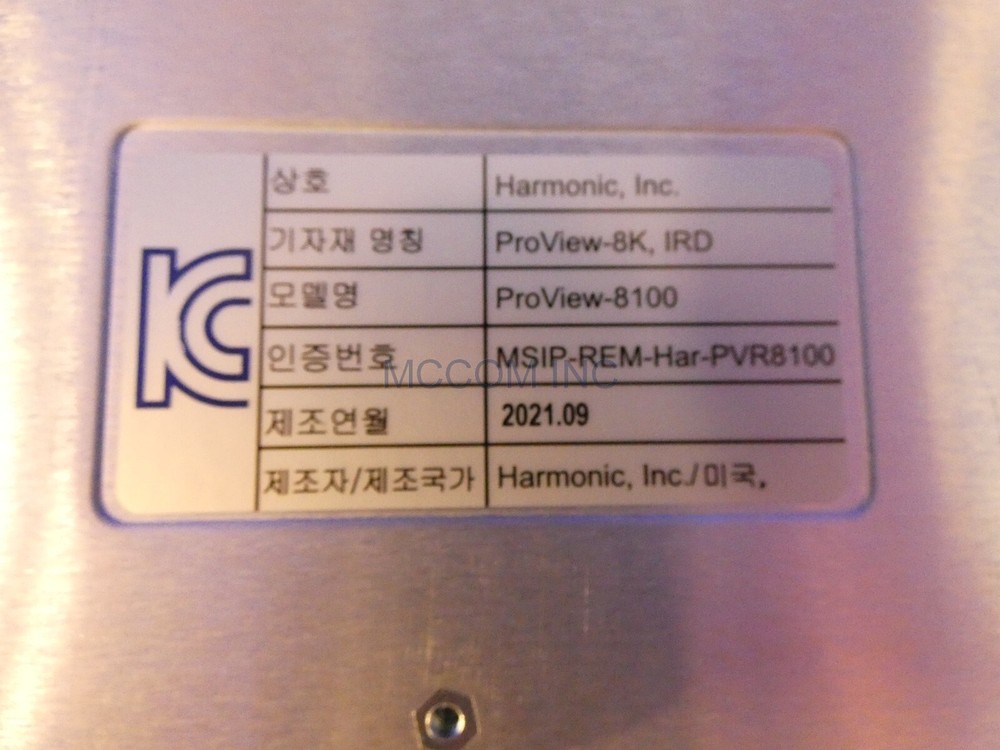 KC
상호 Harmonic, Inc.
기자재 명칭 ProView-8K, IRD
모델명 ProView-8100
인증번호 MSIP-REM-Har-PVR8100
MCCOM INC
제조연월 2021.09
제조자/제조국가 Harmonic, Inc./미국,